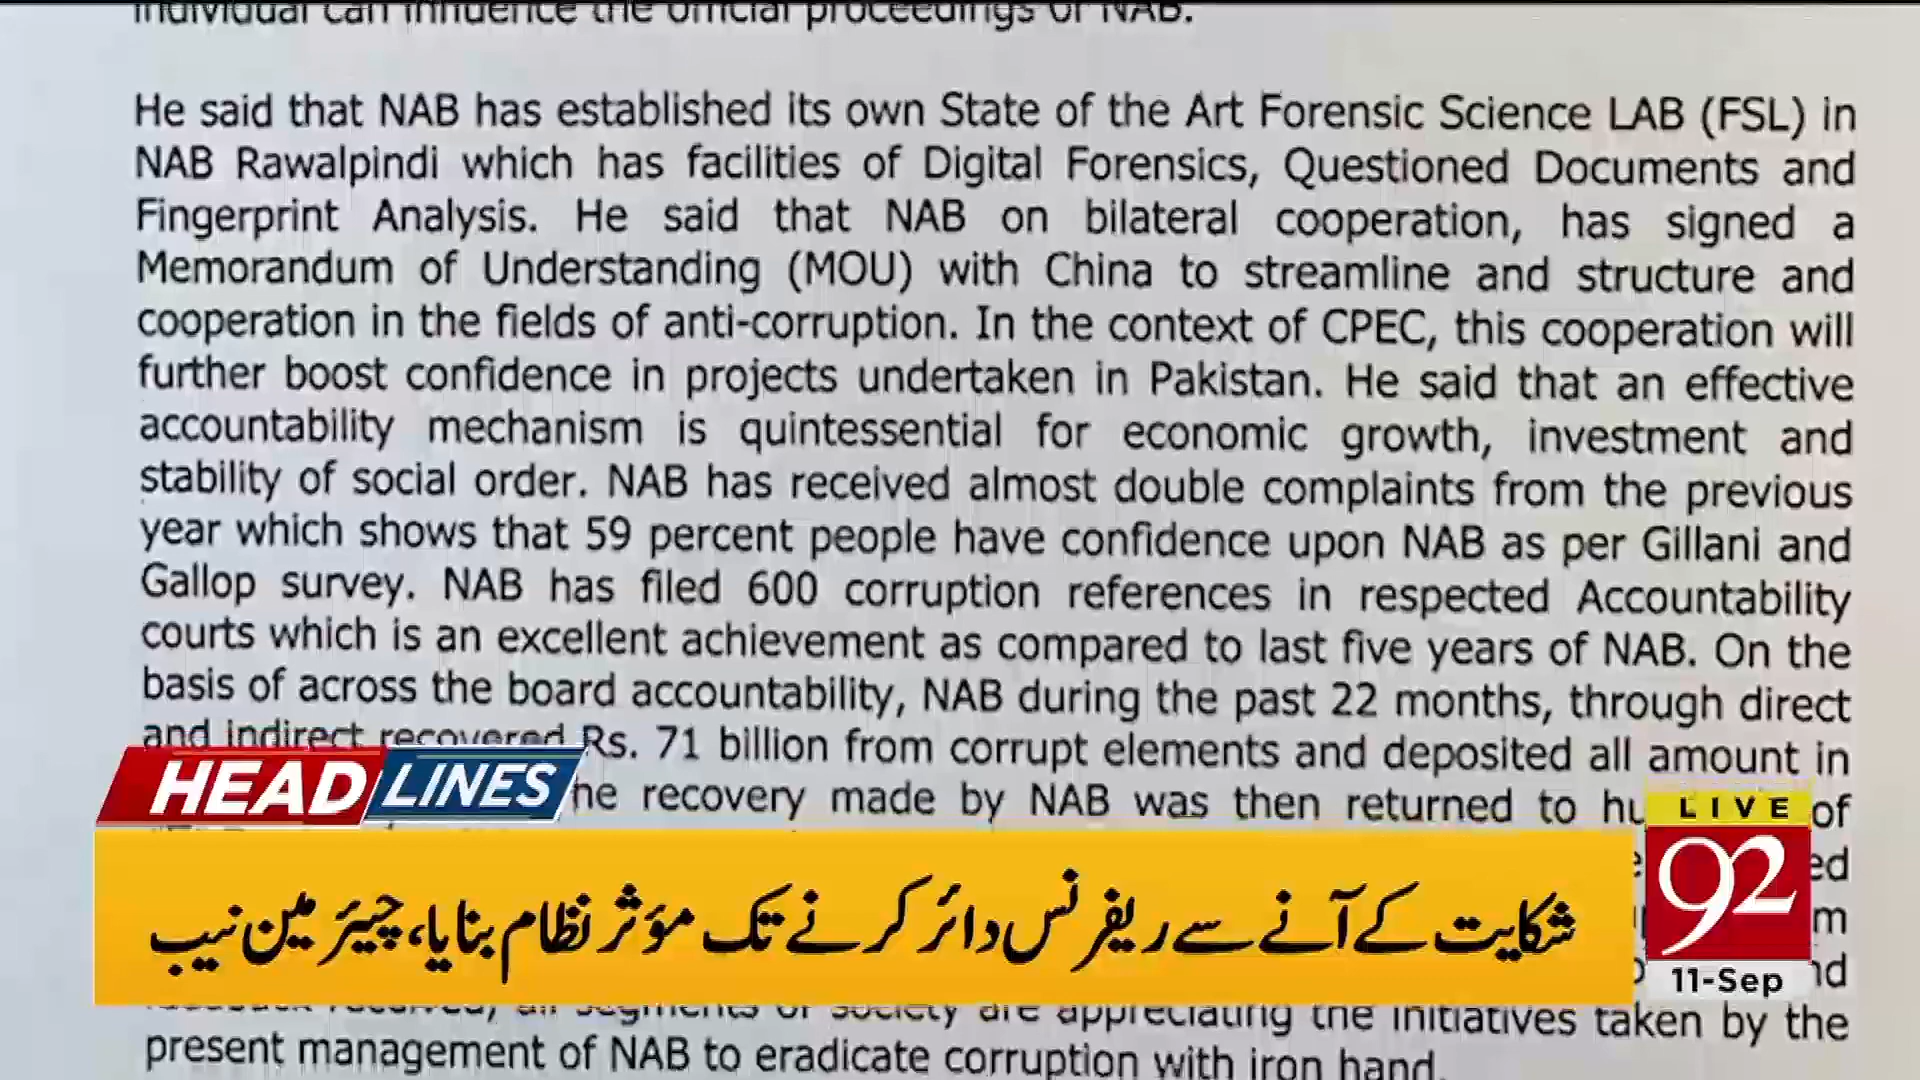 individual can influence the official proceedings of NAB.
He said that NAB has established its own State of the Art Forensic Science LAB (FSL) in
NAB Rawalpindi which has facilities of Digital Forensics, Questioned Documents and
Fingerprint Analysis. He said that NAB on bilateral cooperation, has signed a
Memorandum of Understanding (MOU) with China to streamline and structure and
cooperation in the fields of anti-corruption. In the context of CPEC, this cooperation will
further boost confidence in projects undertaken in Pakistan. He said that an effective
accountability mechanism is quintessential for economic growth, investment and
stability of social order. NAB has received almost double complaints from the previous
year which shows that 59 percent people have confidence upon NAB as per Gillani and
Gallop survey. NAB has filed 600 corruption references in respected Accountability
courts which is an excellent achievement as compared to last five years of NAB. On the
basis of across the board accountability, NAB during the past 22 months, through direct
and indirect recovered Rs. 71 billion from corrupt elements and deposited all amount in
HEADLINES
recovery made by NAB was then returned to of
LIVE
92
شکایت کے آنے سے ریفرنس دائر کرنے تک مؤثر نظام بنایا، چیئرمین نیب
11-Sep
all segments of society are appreciating the initiatives taken by the
present management of NAB to eradicate corruption with iron hand.